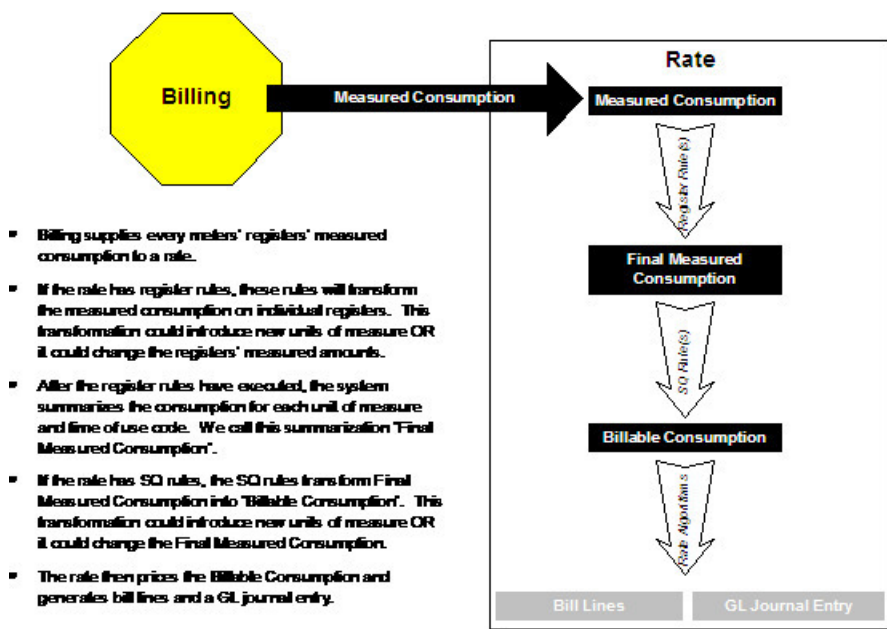 Billing
Measured Consumption
Rate
Measured Consumption
Register Rule(s)
Final Measured
Consumption
SQ Rule(s)
Billable Consumption
Rate Algorithms
Bill Lines
GL Journal Entry
Billing supplies every meters' registers' measured
consumption to a rate.
If the rate has register rules, these rules will transform
the measured consumption on individual registers. This
transformation could introduce new units of measure OR
it could change the registers' measured amounts.
After the register rules have executed, the system
summarizes the consumption for each unit of measure
and time of use code. We call this summarization "Final
Measured Consumption".
If the rate has SQ rules, the SQ rules transform Final
Measured Consumption into "Billable Consumption". This
transformation could introduce new units of measure OR
it could change the Final Measured Consumption.
The rate then prices the Billable Consumption and
generates bill lines and a GL journal entry.